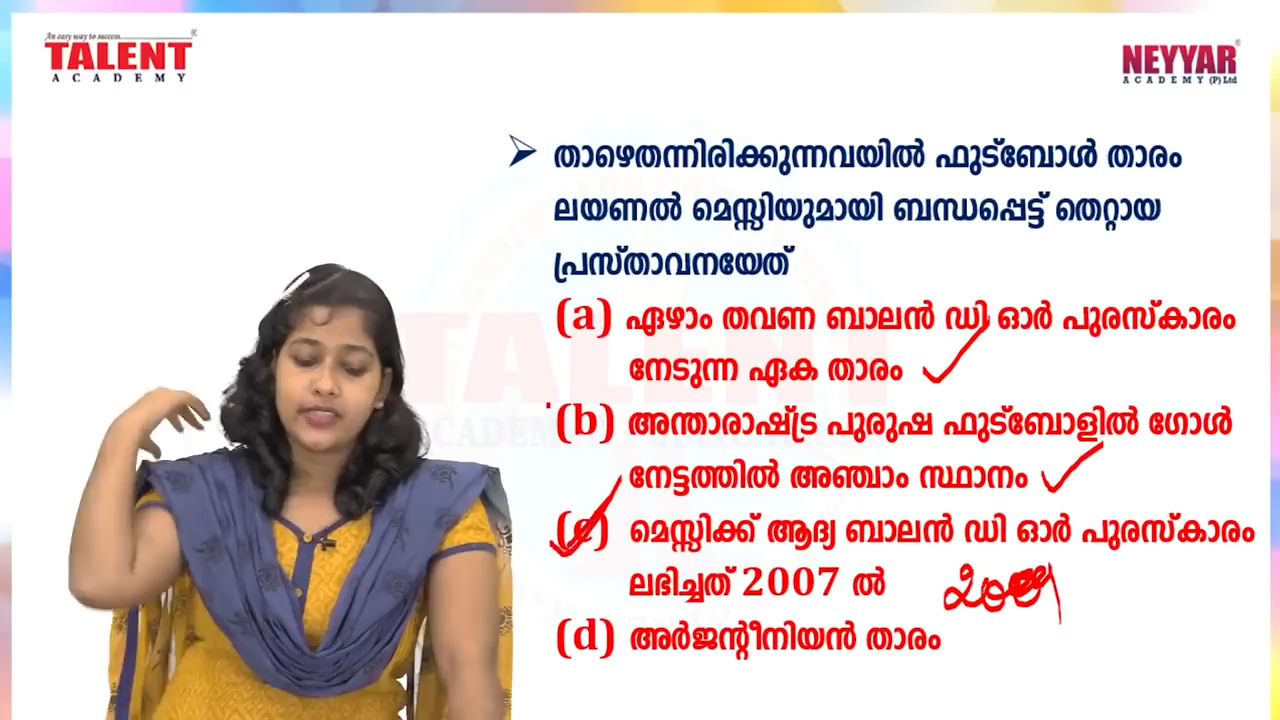 An easy way to success
TALENT
ACADEMY
NEYYAR
ACADEMY (P) Ltd
➢ താഴെതന്നിരിക്കുന്നവയിൽ ഫുട്ബോൾ താരം
ലയണൽ മെസ്സിയുമായി ബന്ധപ്പെട്ട് തെറ്റായ
പ്രസ്താവനയേത്
(a) ഏഴാം തവണ ബാലൻ ഡി ഓർ പുരസ്കാരം
നേടുന്ന ഏക താരം
(b) അന്താരാഷ്ട്ര പുരുഷ ഫുട്ബോളിൽ ഗോൾ
നേട്ടത്തിൽ അഞ്ചാം സ്ഥാനം
(c) മെസ്സിക്ക് ആദ്യ ബാലൻ ഡി ഓർ പുരസ്കാരം
ലഭിച്ചത് 2007 ൽ 2009
(d) അർജന്റീനിയൻ താരം